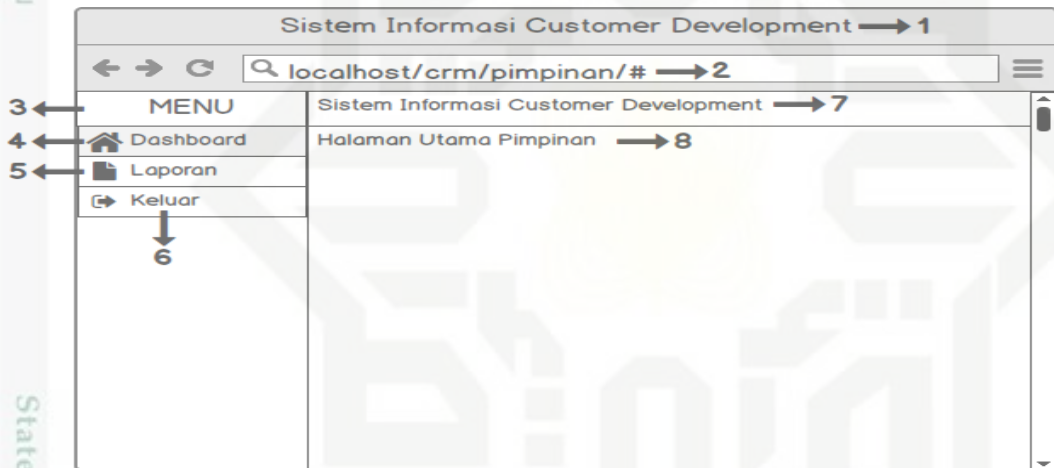 Sistem Informasi Customer Development 1
localhost/crm/pimpinan/# 2
3 MENU
Sistem Informasi Customer Development 7
4 Dashboard
Halaman Utama Pimpinan 8
5 Laporan
Keluar
6
State